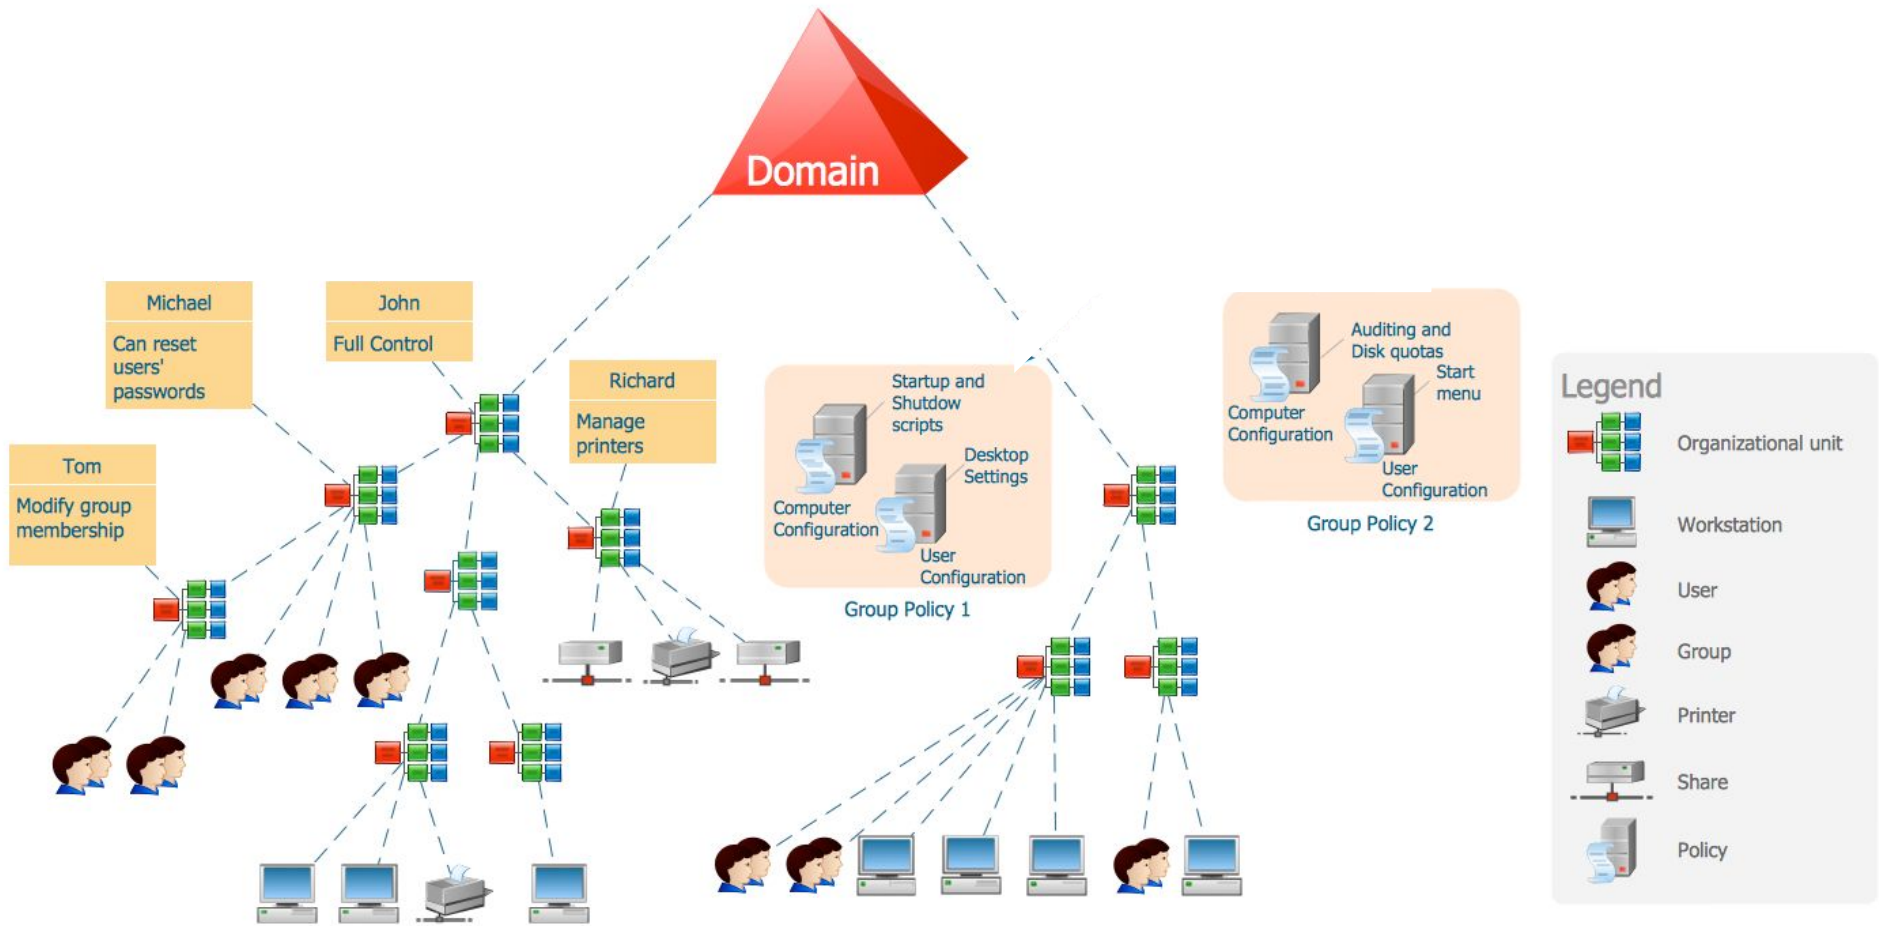 Domain
Michael
Can reset
users'
passwords
John
Full Control
Richard
Manage
printers
Tom
Modify group
membership
Startup and
Shutdow
scripts
Desktop
Settings
Computer
Configuration
User
Configuration
Group Policy 1
Auditing and
Disk quotas
Start
menu
Computer
Configuration
User
Configuration
Group Policy 2
Legend
Organizational unit
Workstation
User
Group
Printer
Share
Policy